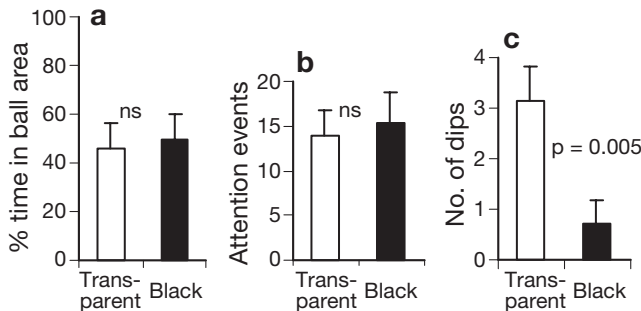 a
% time in ball area
100
80
60
40
20
0
ns
Trans-
parent
Black
b
Attention events
20
15
10
5
0
ns
Trans-
parent
Black
c
No. of dips
4
3
2
1
0
p = 0.005
Trans-
parent
Black